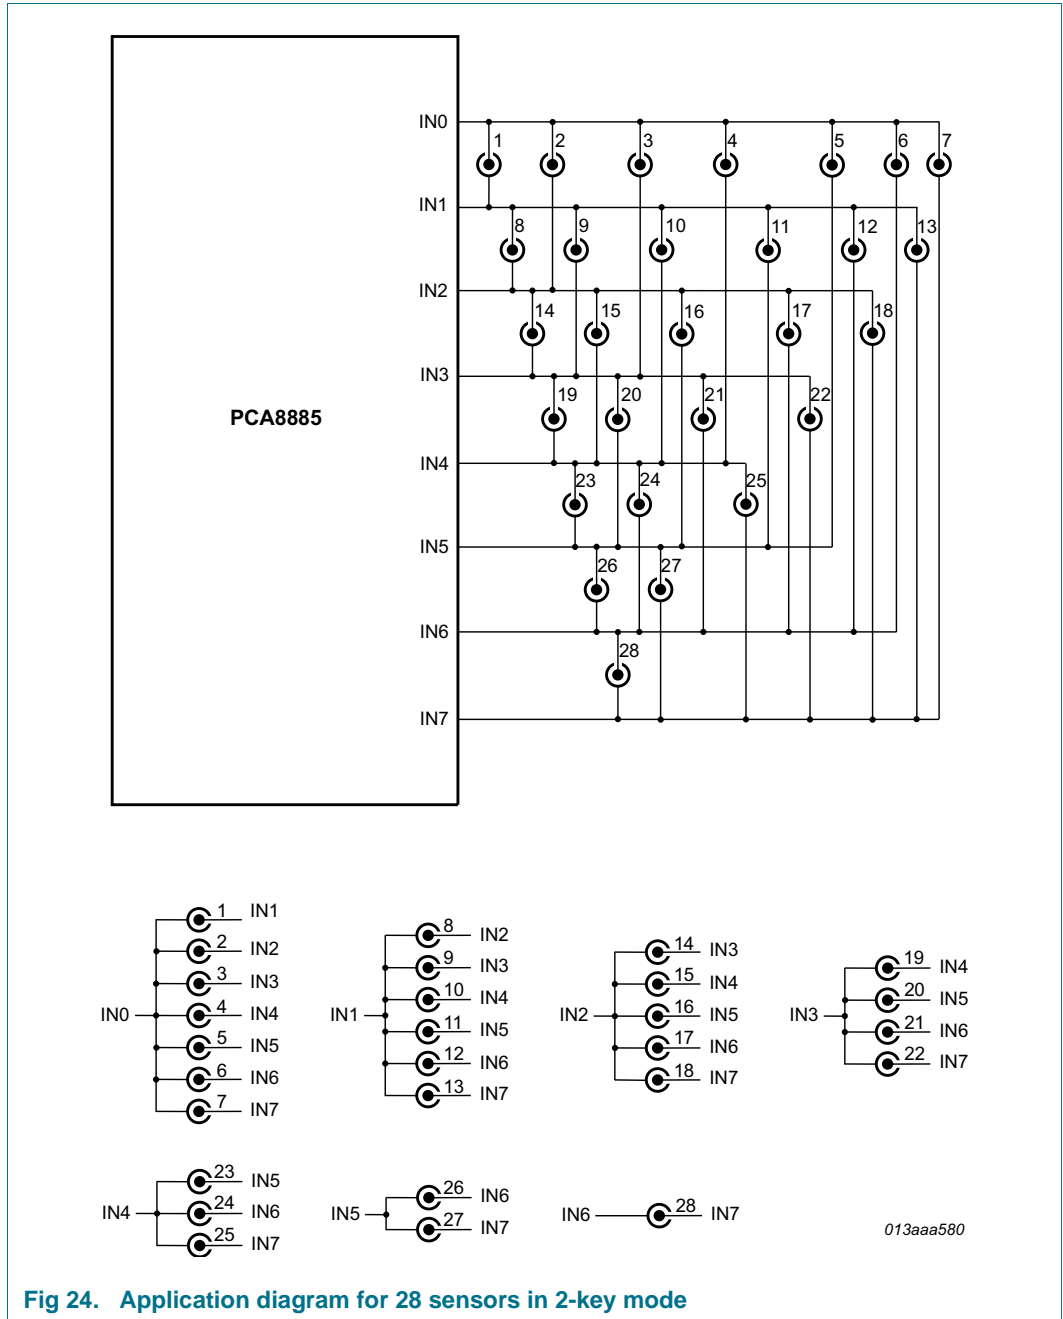 IN0
1 2 3 4 5 6 7
IN1
8 9 10 11 12 13
IN2
14 15 16 17 18
IN3
19 20 21 22
PCA8885
IN4
23 24 25
IN5
26 27
IN6
28
IN7
IN0
1 IN1
2 IN2
3 IN3
4 IN4
5 IN5
6 IN6
7 IN7
IN1
8 IN2
9 IN3
10 IN4
11 IN5
12 IN6
13 IN7
IN2
14 IN3
15 IN4
16 IN5
17 IN6
18 IN7
IN3
19 IN4
20 IN5
21 IN6
22 IN7
IN4
23 IN5
24 IN6
25 IN7
IN5
26 IN6
27 IN7
IN6 28 IN7
013aaa580
Fig 24. Application diagram for 28 sensors in 2-key mode